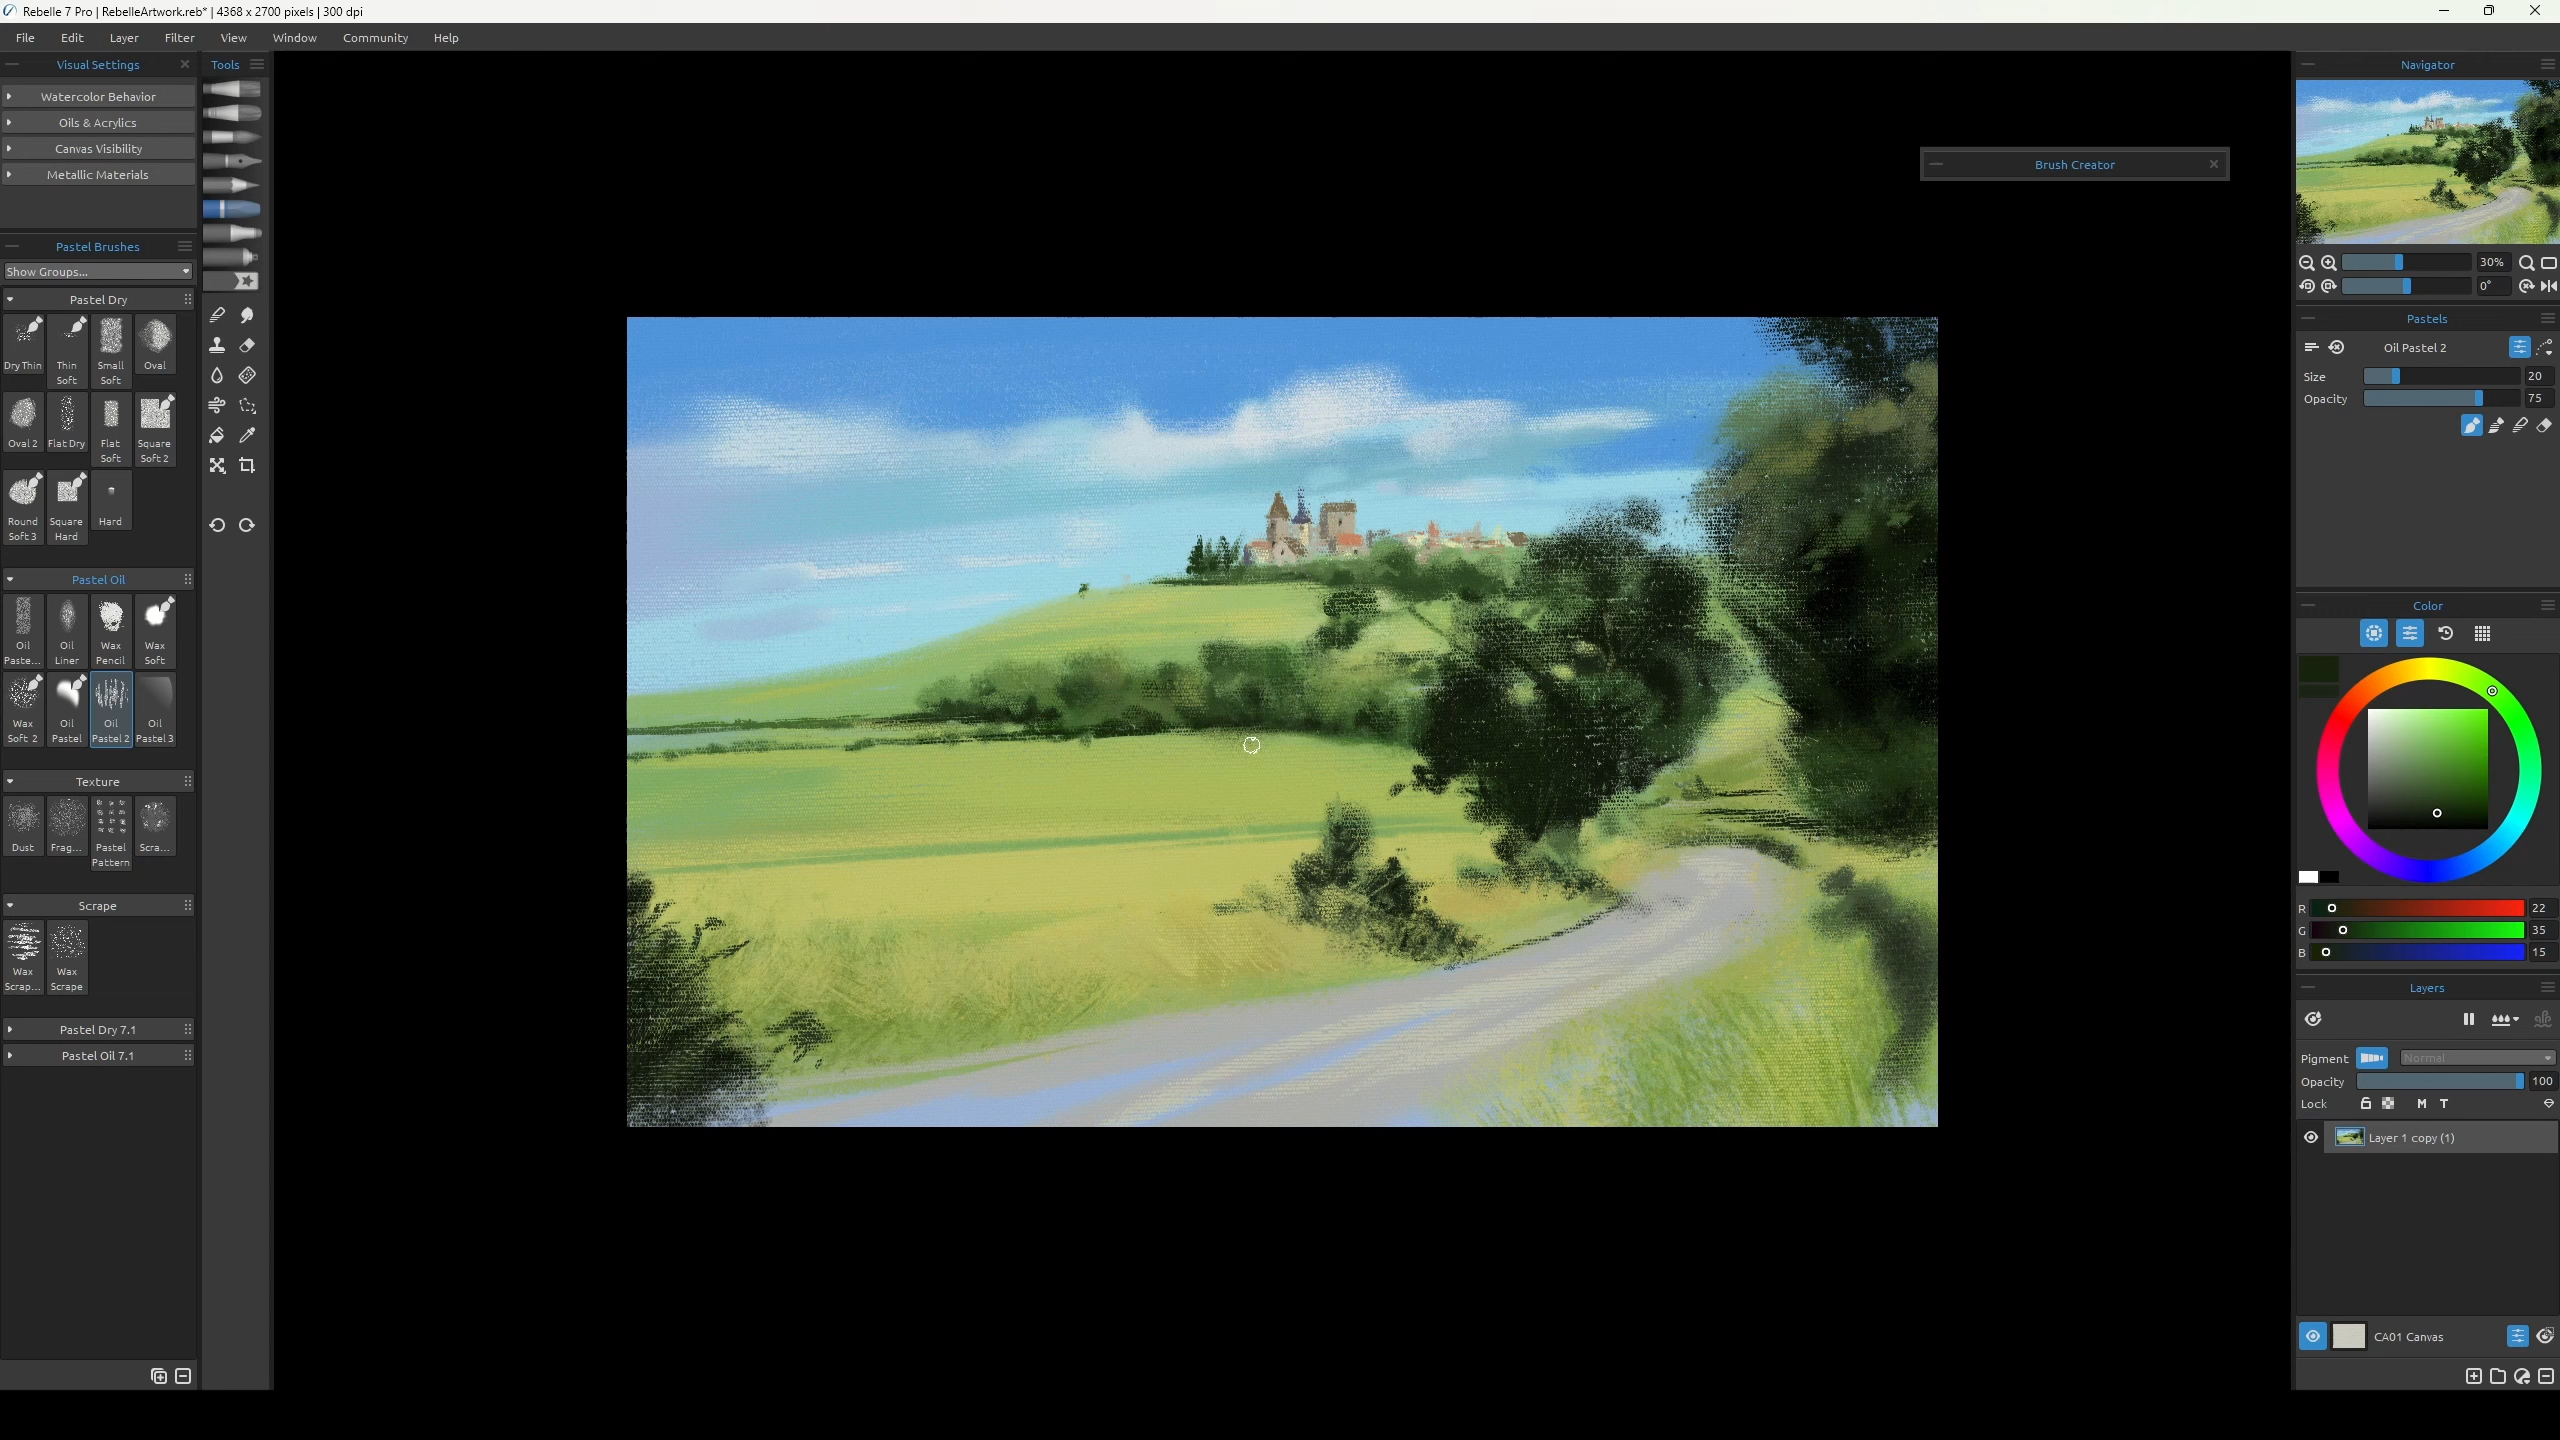 Rebelle 7 Pro | RebelleArtwork.reb* | 4368 x 2700 pixels | 300 dpi
File Edit Layer Filter View Window Community Help
Visual Settings
Watercolor Behavior
Oils & Acrylics
Canvas Visibility
Metallic Materials
Pastel Brushes
Show Groups...
Pastel Dry
Dry Thin
Thin Soft
Small Soft
Oval
Oval 2
Flat Dry
Flat Soft
Square Soft 2
Round Soft 3
Square Hard
Hard
Pastel Oil
Oil Paste...
Oil Liner
Wax Pencil
Wax Soft
Wax Soft 2
Oil Pastel
Oil Pastel 2
Oil Pastel 3
Texture
Dust
Frag...
Pastel Pattern
Scra...
Scrape
Wax Scrap...
Wax Scrape
Pastel Dry 7.1
Pastel Oil 7.1
Tools
Brush Creator
Navigator
30%
0°
Pastels
Oil Pastel 2
Size 20
Opacity 75
Color
R 22
G 35
B 15
Layers
Pigment Normal
Opacity 100
Lock M T
Layer 1 copy (1)
CA01 Canvas